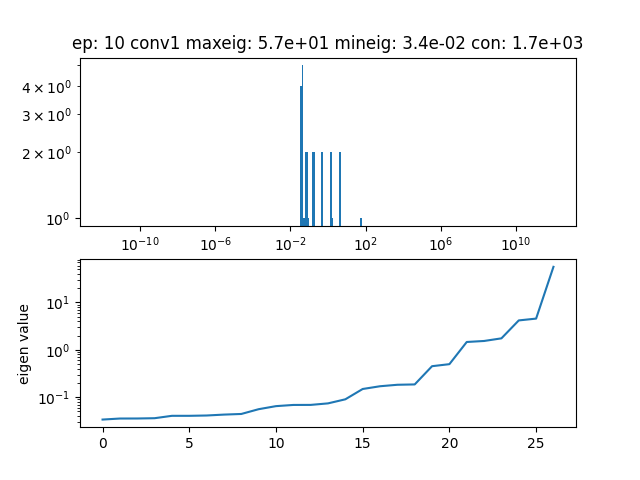 ep: 10 conv1 maxeig: 5.7e+01 mineig: 3.4e-02 con: 1.7e+03
4 × 10⁰
3 × 10⁰
2 × 10⁰
10⁰
10⁻¹⁰ 10⁻⁶ 10⁻² 10² 10⁶ 10¹⁰
eigen value
10¹
10⁰
10⁻¹
0 5 10 15 20 25